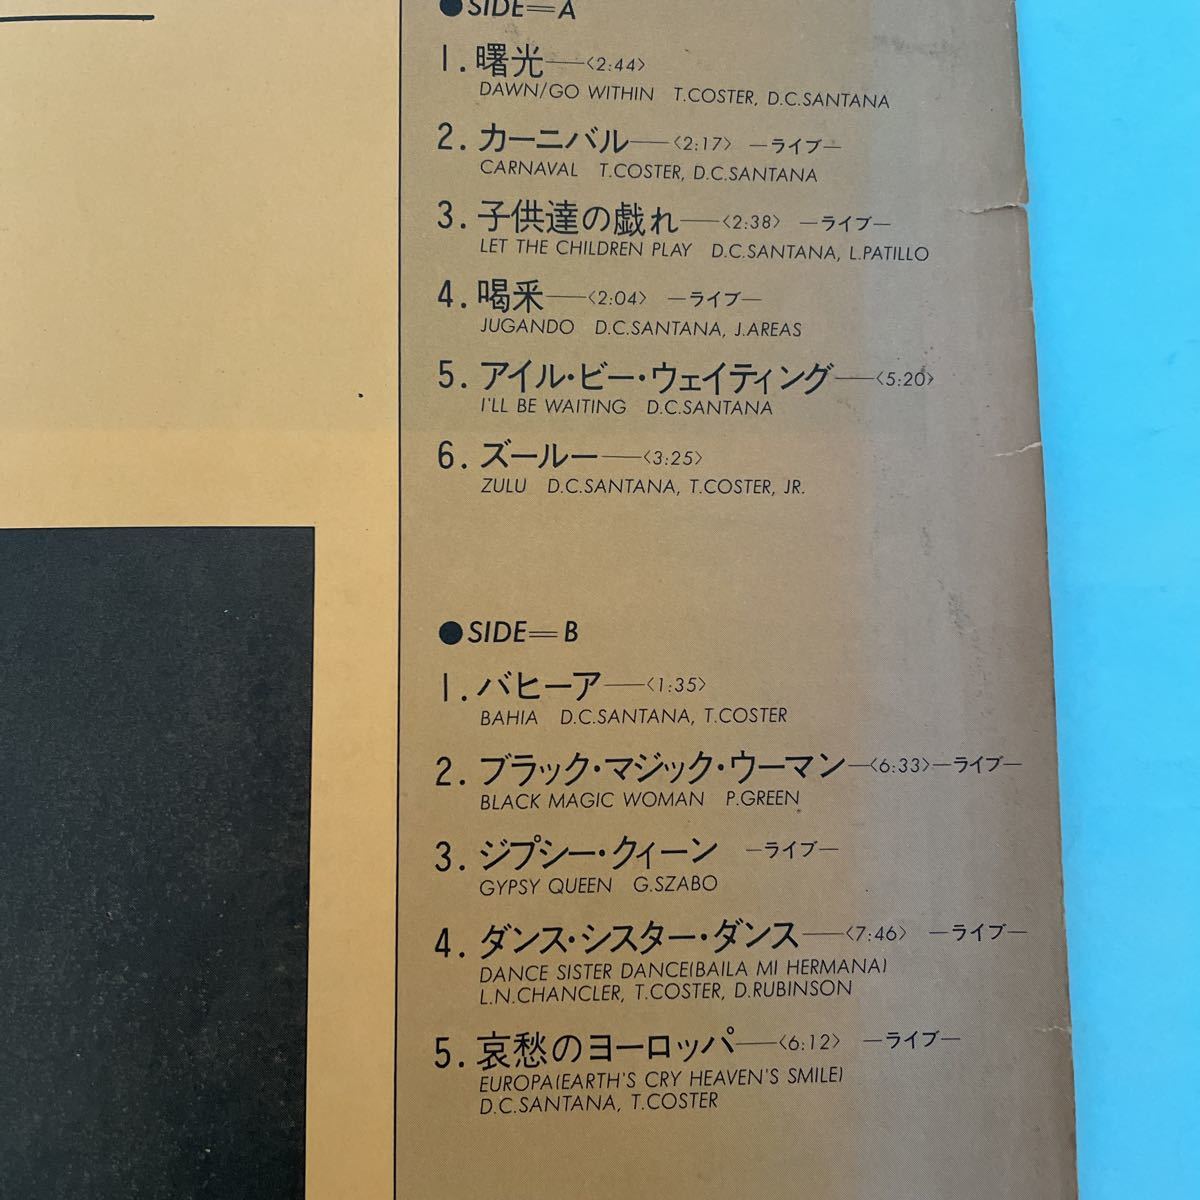 ●SIDE=A
1. 曙光—〈2:44〉
DAWN/GO WITHIN T.COSTER, D.C.SANTANA
2. カーニバル—〈2:17〉 —ライブ—
CARNAVAL T.COSTER, D.C.SANTANA
3. 子供達の戯れ—〈2:38〉 —ライブ—
LET THE CHILDREN PLAY D.C.SANTANA, L.PATILLO
4. 喝采—〈2:04〉 —ライブ—
JUGANDO D.C.SANTANA, J.AREAS
5. アイル・ビー・ウェイティング—〈5:20〉
I'LL BE WAITING D.C.SANTANA
6. ズールー—〈3:25〉
ZULU D.C.SANTANA, T.COSTER, JR.
●SIDE=B
1. バヒーア—〈1:35〉
BAHIA D.C.SANTANA, T.COSTER
2. ブラック・マジック・ウーマン—〈6:33〉—ライブ—
BLACK MAGIC WOMAN P.GREEN
3. ジプシー・クィーン —ライブ—
GYPSY QUEEN G.SZABO
4. ダンス・シスター・ダンス—〈7:46〉 —ライブ—
DANCE SISTER DANCE(BAILA MI HERMANA)
L.N.CHANCLER, T.COSTER, D.RUBINSON
5. 哀愁のヨーロッパ—〈6:12〉 —ライブ—
EUROPA(EARTH'S CRY HEAVEN'S SMILE)
D.C.SANTANA, T.COSTER